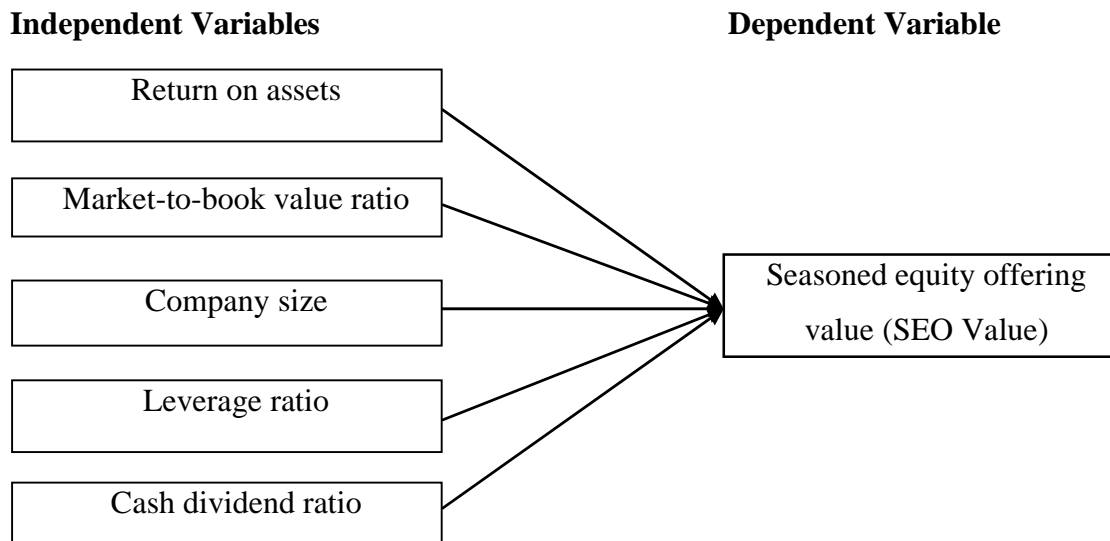 Independent Variables
Dependent Variable
Return on assets
Market-to-book value ratio
Company size
Leverage ratio
Cash dividend ratio
Seasoned equity offering
value (SEO Value)